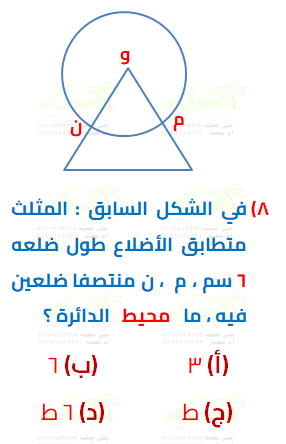 و
ن
م
٨) في الشكل السابق : المثلث
متطابق الأضلاع طول ضلعه
٦ سم ، م ، ن منتصفا ضلعين
فيه ، ما محيط الدائرة ؟
(أ) ٣
(ب) ٦
(ج) ط
(د) ٦ ط